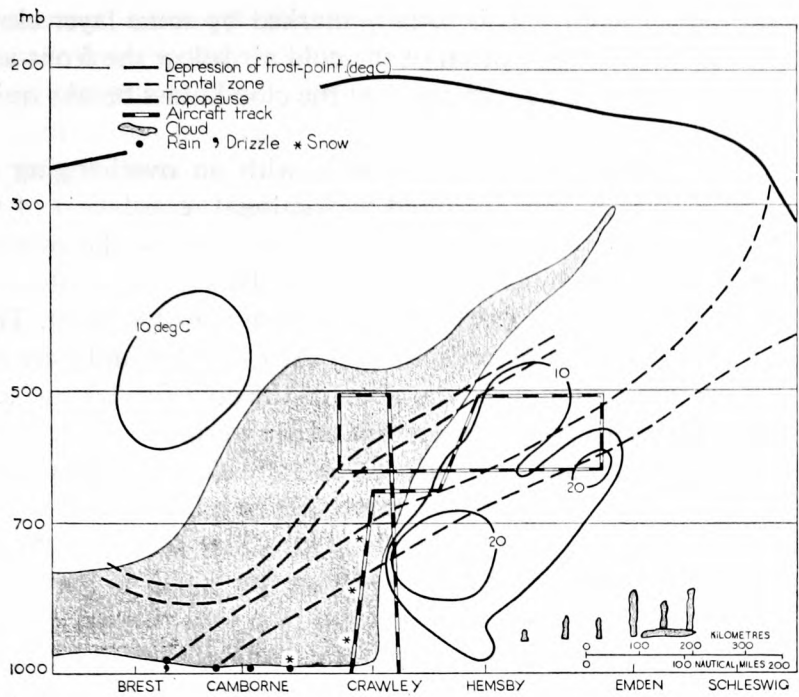 mb
200
300
500
700
1000
Depression of frost-point (deg C)
Frontal zone
Tropopause
Aircraft track
Cloud
Rain Drizzle Snow
10 deg C
10
20
20
KILOMETRES
0 100 200 300
0 100 NAUTICAL MILES 200
BREST CAMBORNE CRAWLEY HEMSBY EMDEN SCHLESWIG